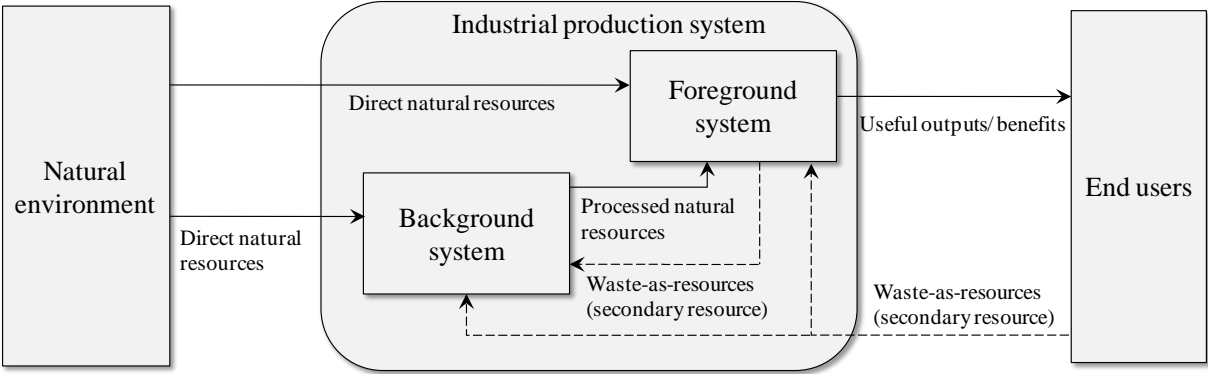 Industrial production system
Natural
environment
Direct natural resources
Foreground
system
Useful outputs/ benefits
End users
Direct natural
resources
Background
system
Processed natural
resources
Waste-as-resources
(secondary resource)
Waste-as-resources
(secondary resource)